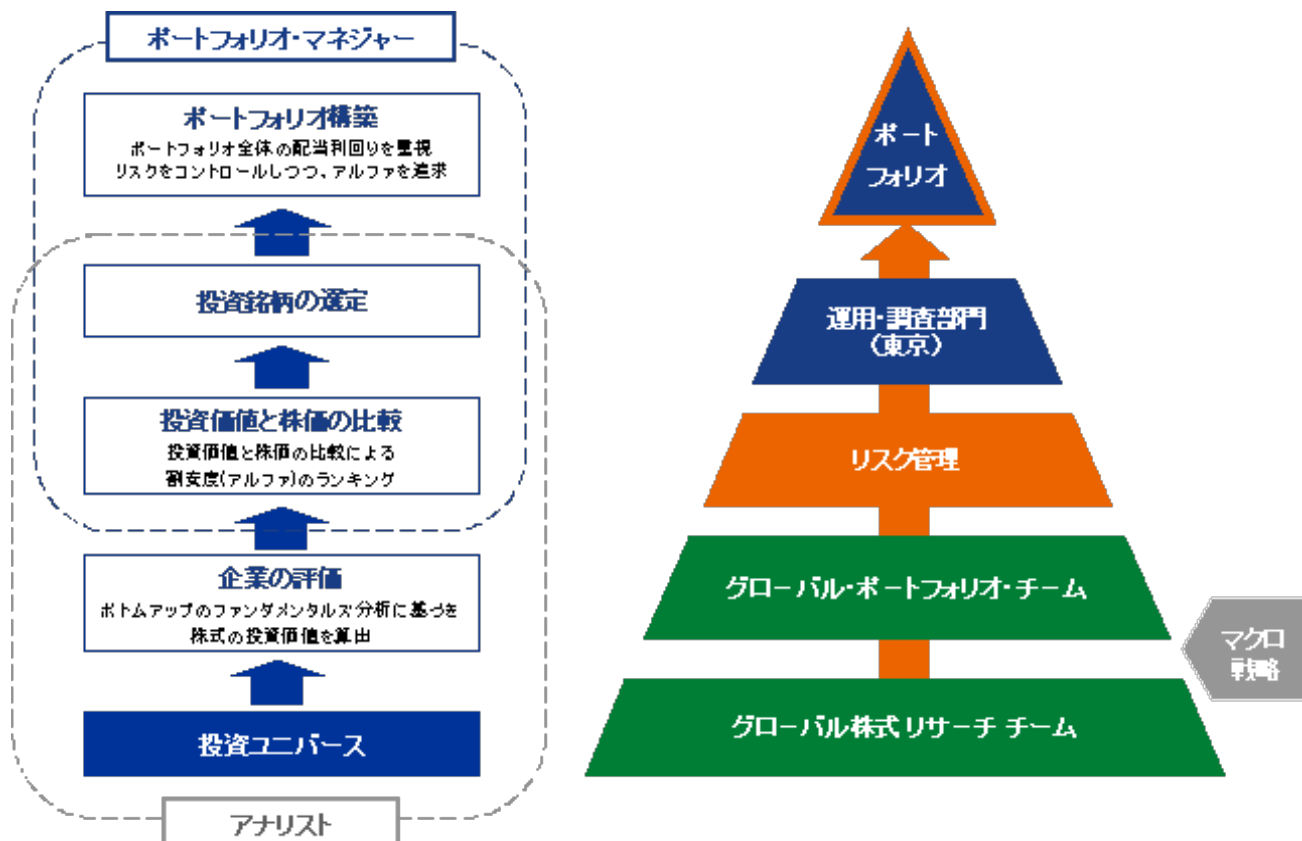 ポートフォリオ・マネジャー
ポートフォリオ構築
ポートフォリオ全体の配当利回りを重視
リスクをコントロールしつつ、アルファを追求
投資銘柄の選定
投資価値と株価の比較
投資価値と株価の比較による
割安度(アルファ)のランキング
企業の評価
ボトムアップのファンダメンタルズ分析に基づき
株式の投資価値を算出
投資ユニバース
アナリスト
ポート
フォリオ
運用・調査部門
(東京)
リスク管理
グローバル・ポートフォリオ・チーム
マクロ
戦略
グローバル株式 リサーチ チーム